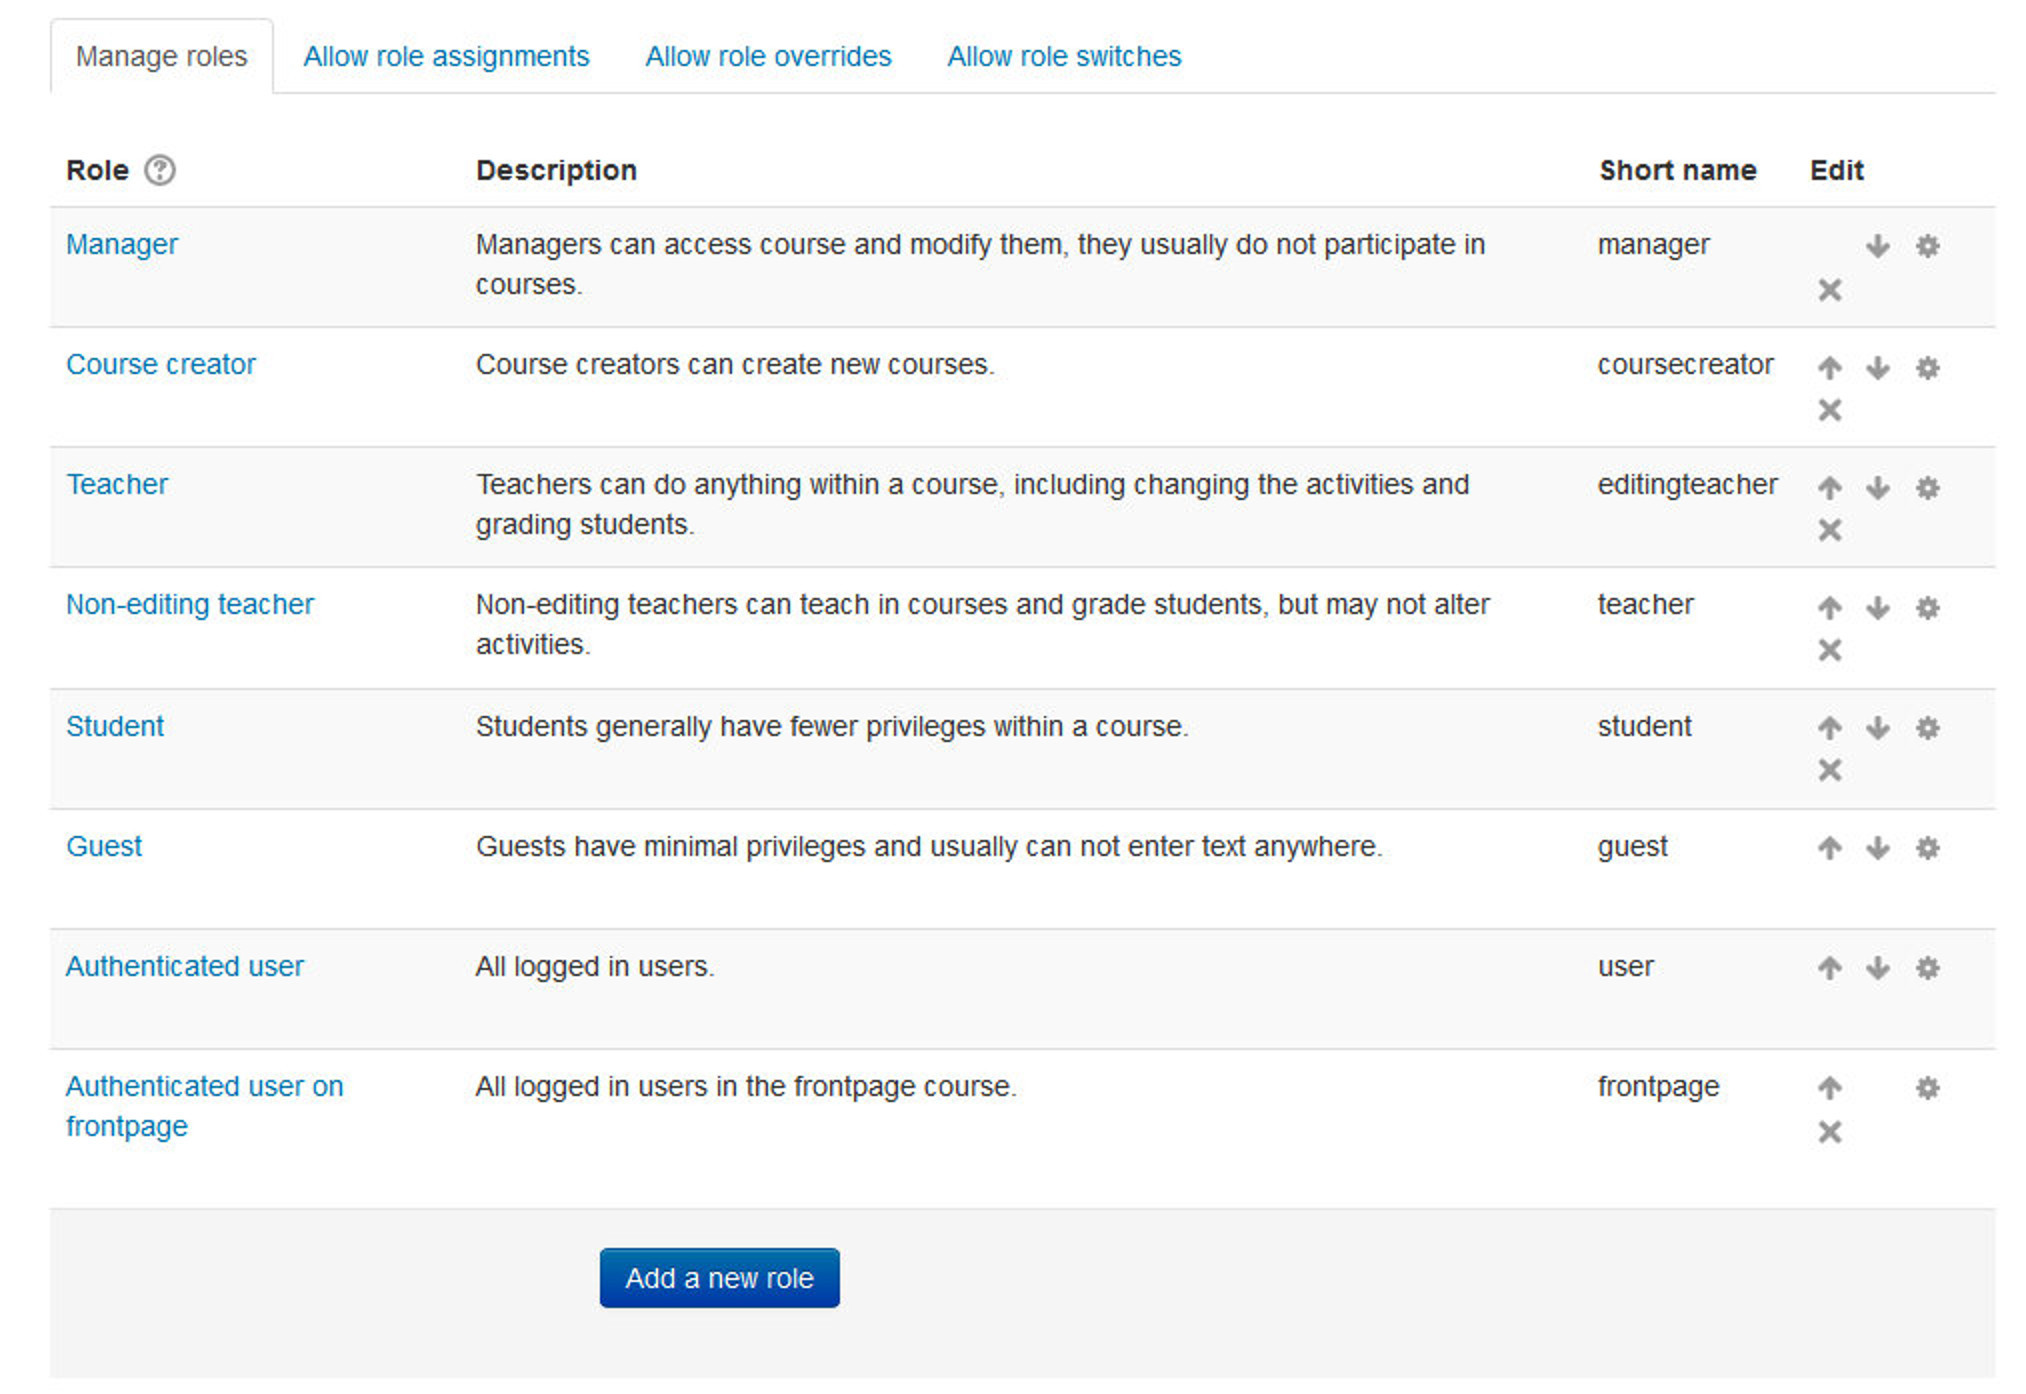 Manage roles Allow role assignments Allow role overrides Allow role switches
Role Description Short name Edit
Manager Managers can access course and modify them, they usually do not participate in manager
courses.
Course creator Course creators can create new courses. coursecreator
Teacher Teachers can do anything within a course, including changing the activities and editingteacher
grading students.
Non-editing teacher Non-editing teachers can teach in courses and grade students, but may not alter teacher
activities.
Student Students generally have fewer privileges within a course. student
Guest Guests have minimal privileges and usually can not enter text anywhere. guest
Authenticated user All logged in users. user
Authenticated user on All logged in users in the frontpage course. frontpage
frontpage
Add a new role